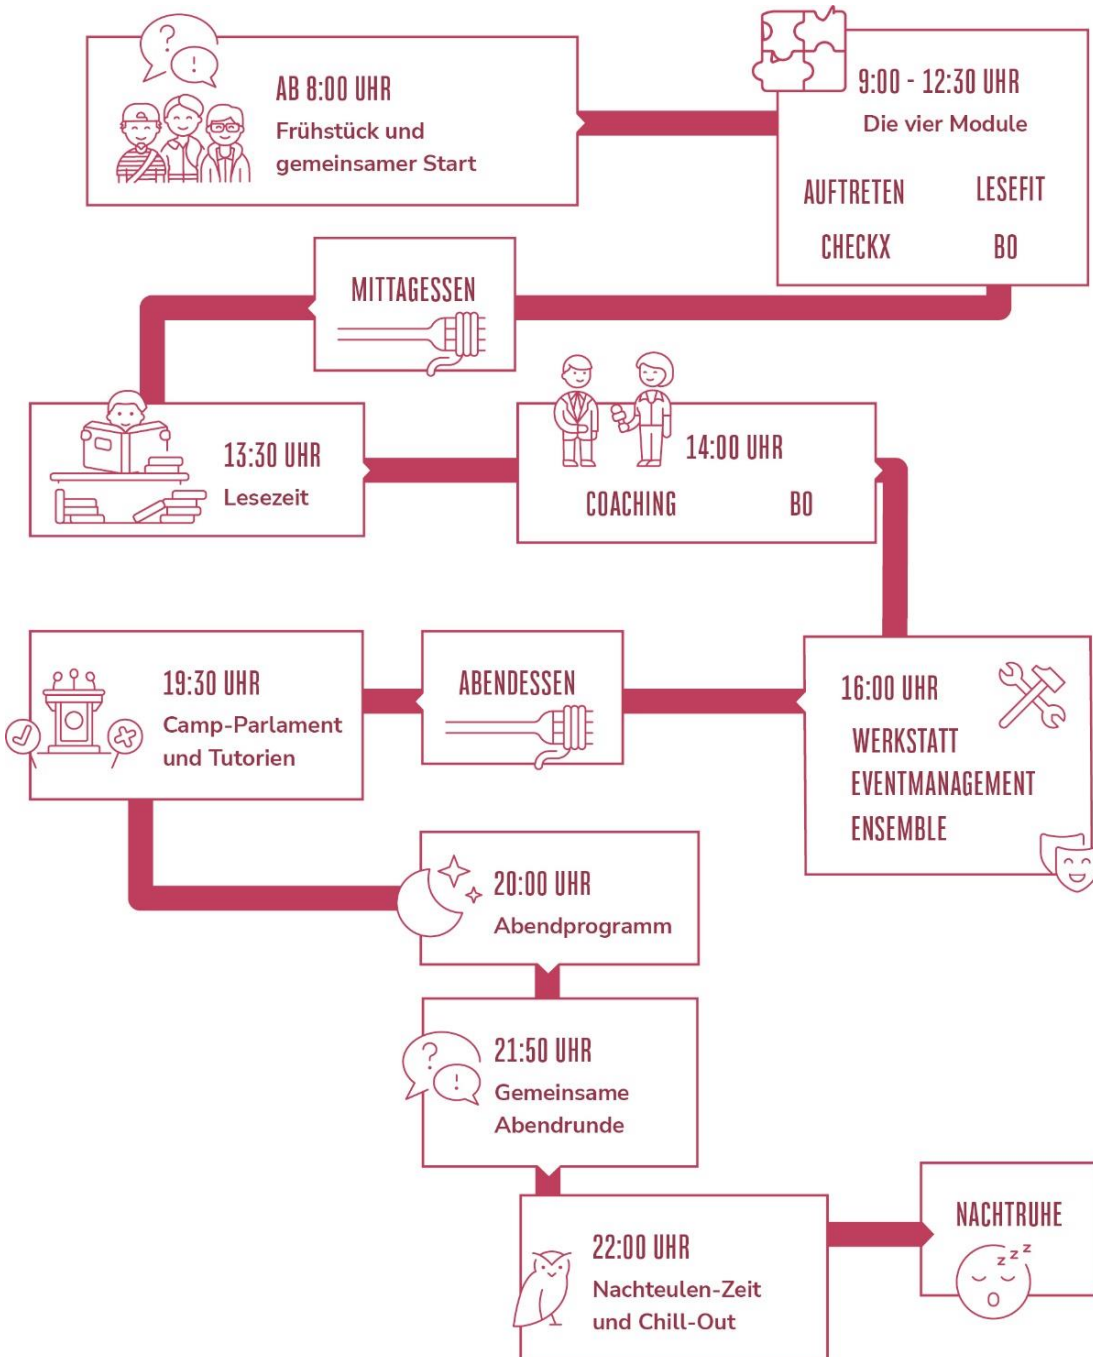 AB 8:00 UHR
Frühstück und
gemeinsamer Start
9:00 - 12:30 UHR
Die vier Module
AUFTRETEN LESEFIT
CHECKX BO
MITTAGESSEN
13:30 UHR
Lesezeit
14:00 UHR
COACHING BO
16:00 UHR
WERKSTATT
EVENTMANAGEMENT
ENSEMBLE
ABENDESSEN
19:30 UHR
Camp-Parlament
und Tutorien
20:00 UHR
Abendprogramm
21:50 UHR
Gemeinsame
Abendrunde
22:00 UHR
Nachteulen-Zeit
und Chill-Out
NACHTRUHE
z z z